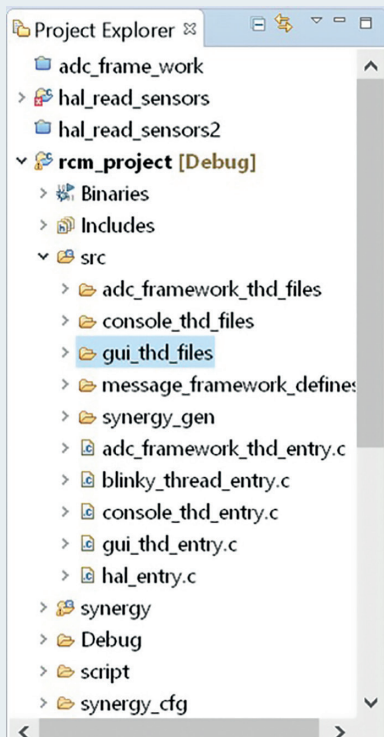 Project Explorer
adc_frame_work
hal_read_sensors
hal_read_sensors2
rcm_project [Debug]
Binaries
Includes
src
adc_framework_thd_files
console_thd_files
gui_thd_files
message_framework_defines
synergy_gen
adc_framework_thd_entry.c
blinky_thread_entry.c
console_thd_entry.c
gui_thd_entry.c
hal_entry.c
synergy
Debug
script
synergy_cfg